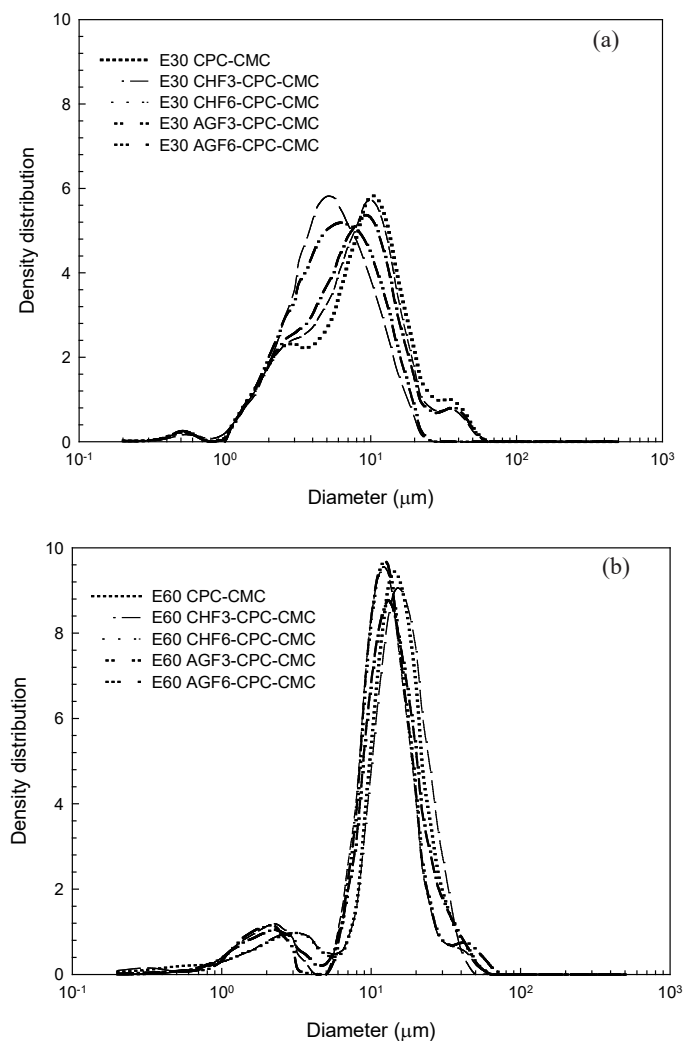 10
(a)
E30 CPC-CMC
E30 CHF3-CPC-CMC
E30 CHF6-CPC-CMC
E30 AGF3-CPC-CMC
E30 AGF6-CPC-CMC
8
6
4
2
0
Density distribution
10-1 100 101 102 103
Diameter (μm)
10
(b)
E60 CPC-CMC
E60 CHF3-CPC-CMC
E60 CHF6-CPC-CMC
E60 AGF3-CPC-CMC
E60 AGF6-CPC-CMC
8
6
4
2
0
Density distribution
10-1 100 101 102 103
Diameter (μm)